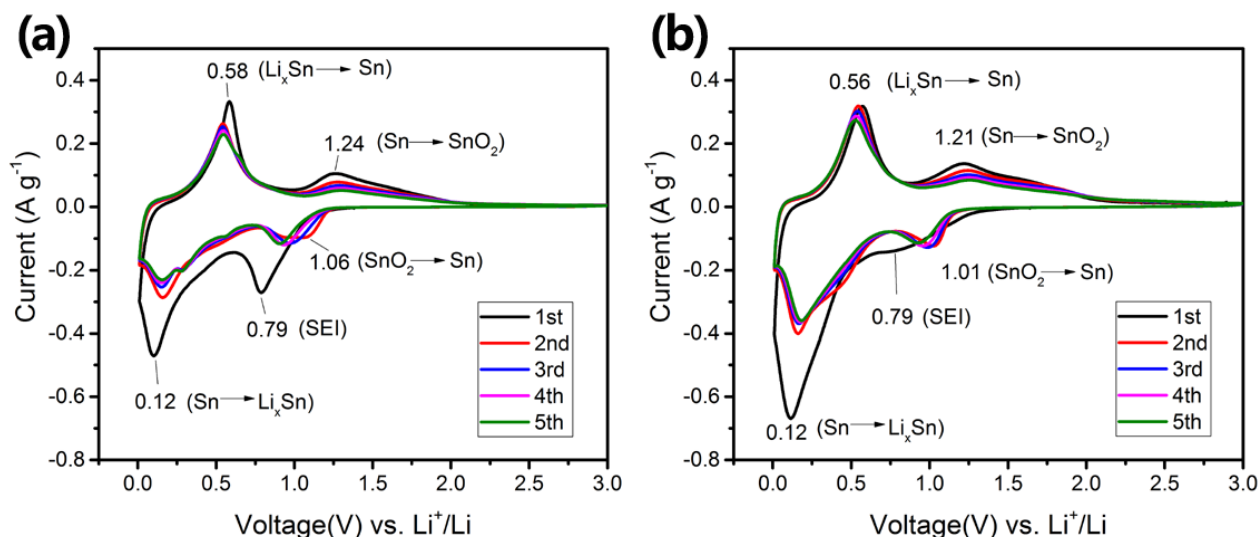 (a)
0.58 (LiₓSn → Sn)
1.24 (Sn → SnO₂)
1.06 (SnO₂ → Sn)
0.79 (SEI)
0.12 (Sn → LiₓSn)
1st
2nd
3rd
4th
5th
0.4
0.2
0.0
-0.2
-0.4
-0.6
-0.8
Current (A g⁻¹)
0.0 0.5 1.0 1.5 2.0 2.5 3.0
Voltage(V) vs. Li⁺/Li
(b)
0.56 (LiₓSn → Sn)
1.21 (Sn → SnO₂)
1.01 (SnO₂ → Sn)
0.79 (SEI)
0.12 (Sn → LiₓSn)
1st
2nd
3rd
4th
5th
0.4
0.2
0.0
-0.2
-0.4
-0.6
-0.8
Current (A g⁻¹)
0.0 0.5 1.0 1.5 2.0 2.5 3.0
Voltage(V) vs. Li⁺/Li